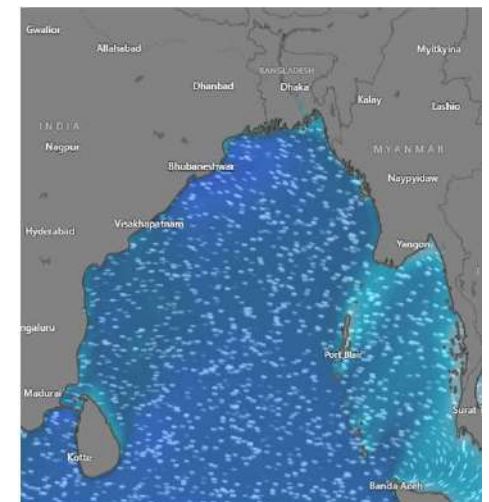 Gwalior
Allahabad
Myitkyina
BANGLADESH
Dhanbad
Dhaka
Kalay
Lashio
INDIA
Nagpur
MYANMAR
Bhubaneshwar
Naypyidaw
Visakhapatnam
Hyderabad
Yangon
ngaluru
Port Blair
Madurai
Surat
Kotte
Banda Aceh